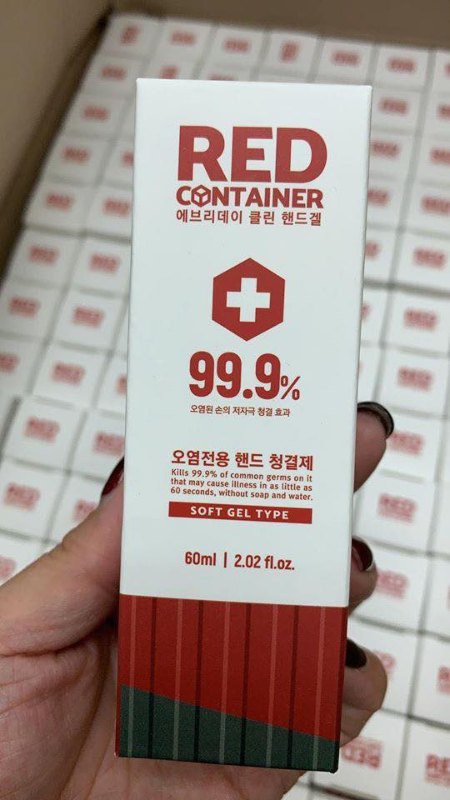 RED
CONTAINER
에브리데이 클린 핸드겔
99.9%
오염된 손의 저자극 청결 효과
오염전용 핸드 청결제
Kills 99.9% of common germs on it
that may cause illness in as little as
60 seconds, without soap and water.
SOFT GEL TYPE
60ml | 2.02 fl.oz.